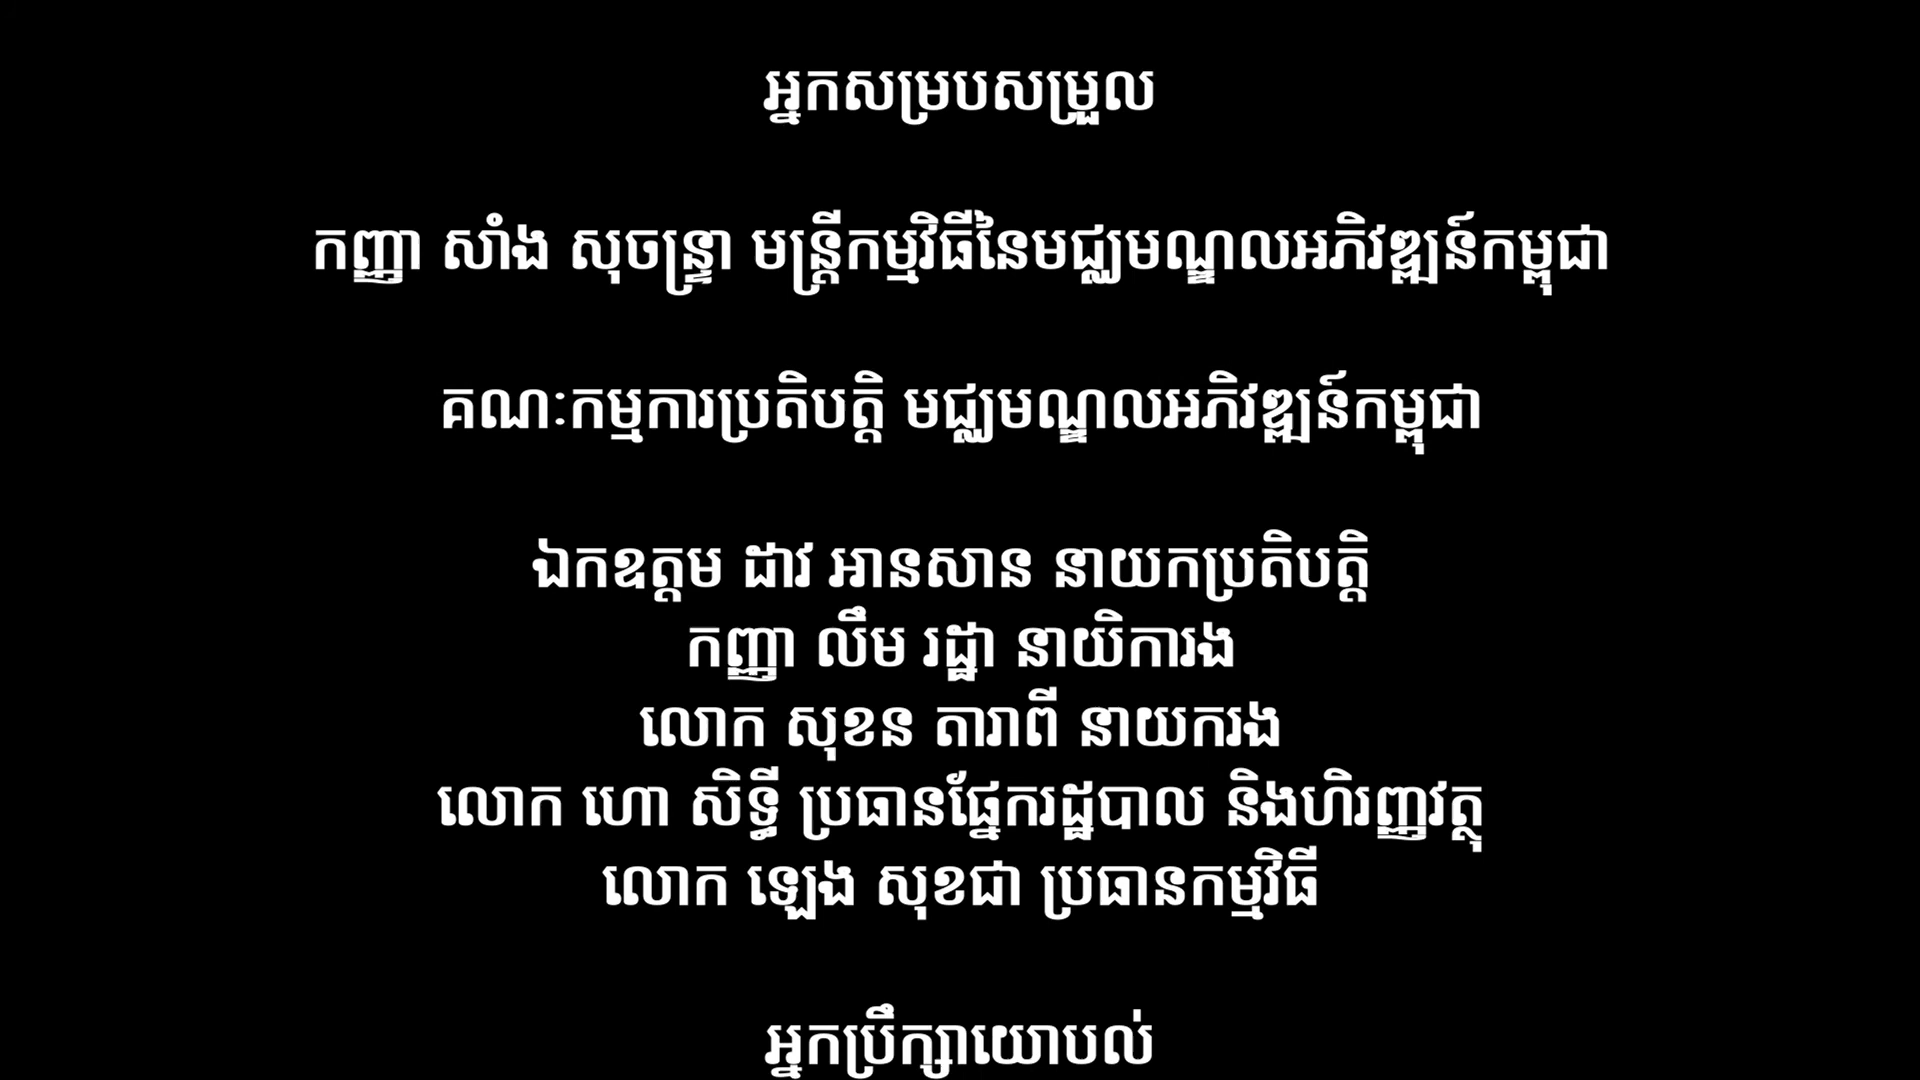 អ្នកសម្របសម្រួល
កញ្ញា សាំង សុចន្ទ្រា មន្ត្រីកម្មវិធីនៃមជ្ឈមណ្ឌលអភិវឌ្ឍន៍កម្ពុជា
គណៈកម្មការប្រតិបត្តិ មជ្ឈមណ្ឌលអភិវឌ្ឍន៍កម្ពុជា
ឯកឧត្តម ដាវ អានសាន នាយកប្រតិបត្តិ
កញ្ញា លឹម រដ្ឋា នាយិការង
លោក សុខន តារាពី នាយករង
លោក ហោ សិទ្ធី ប្រធានផ្នែករដ្ឋបាល និងហិរញ្ញវត្ថុ
លោក ឡេង សុខជា ប្រធានកម្មវិធី
អ្នកប្រឹក្សាយោបល់